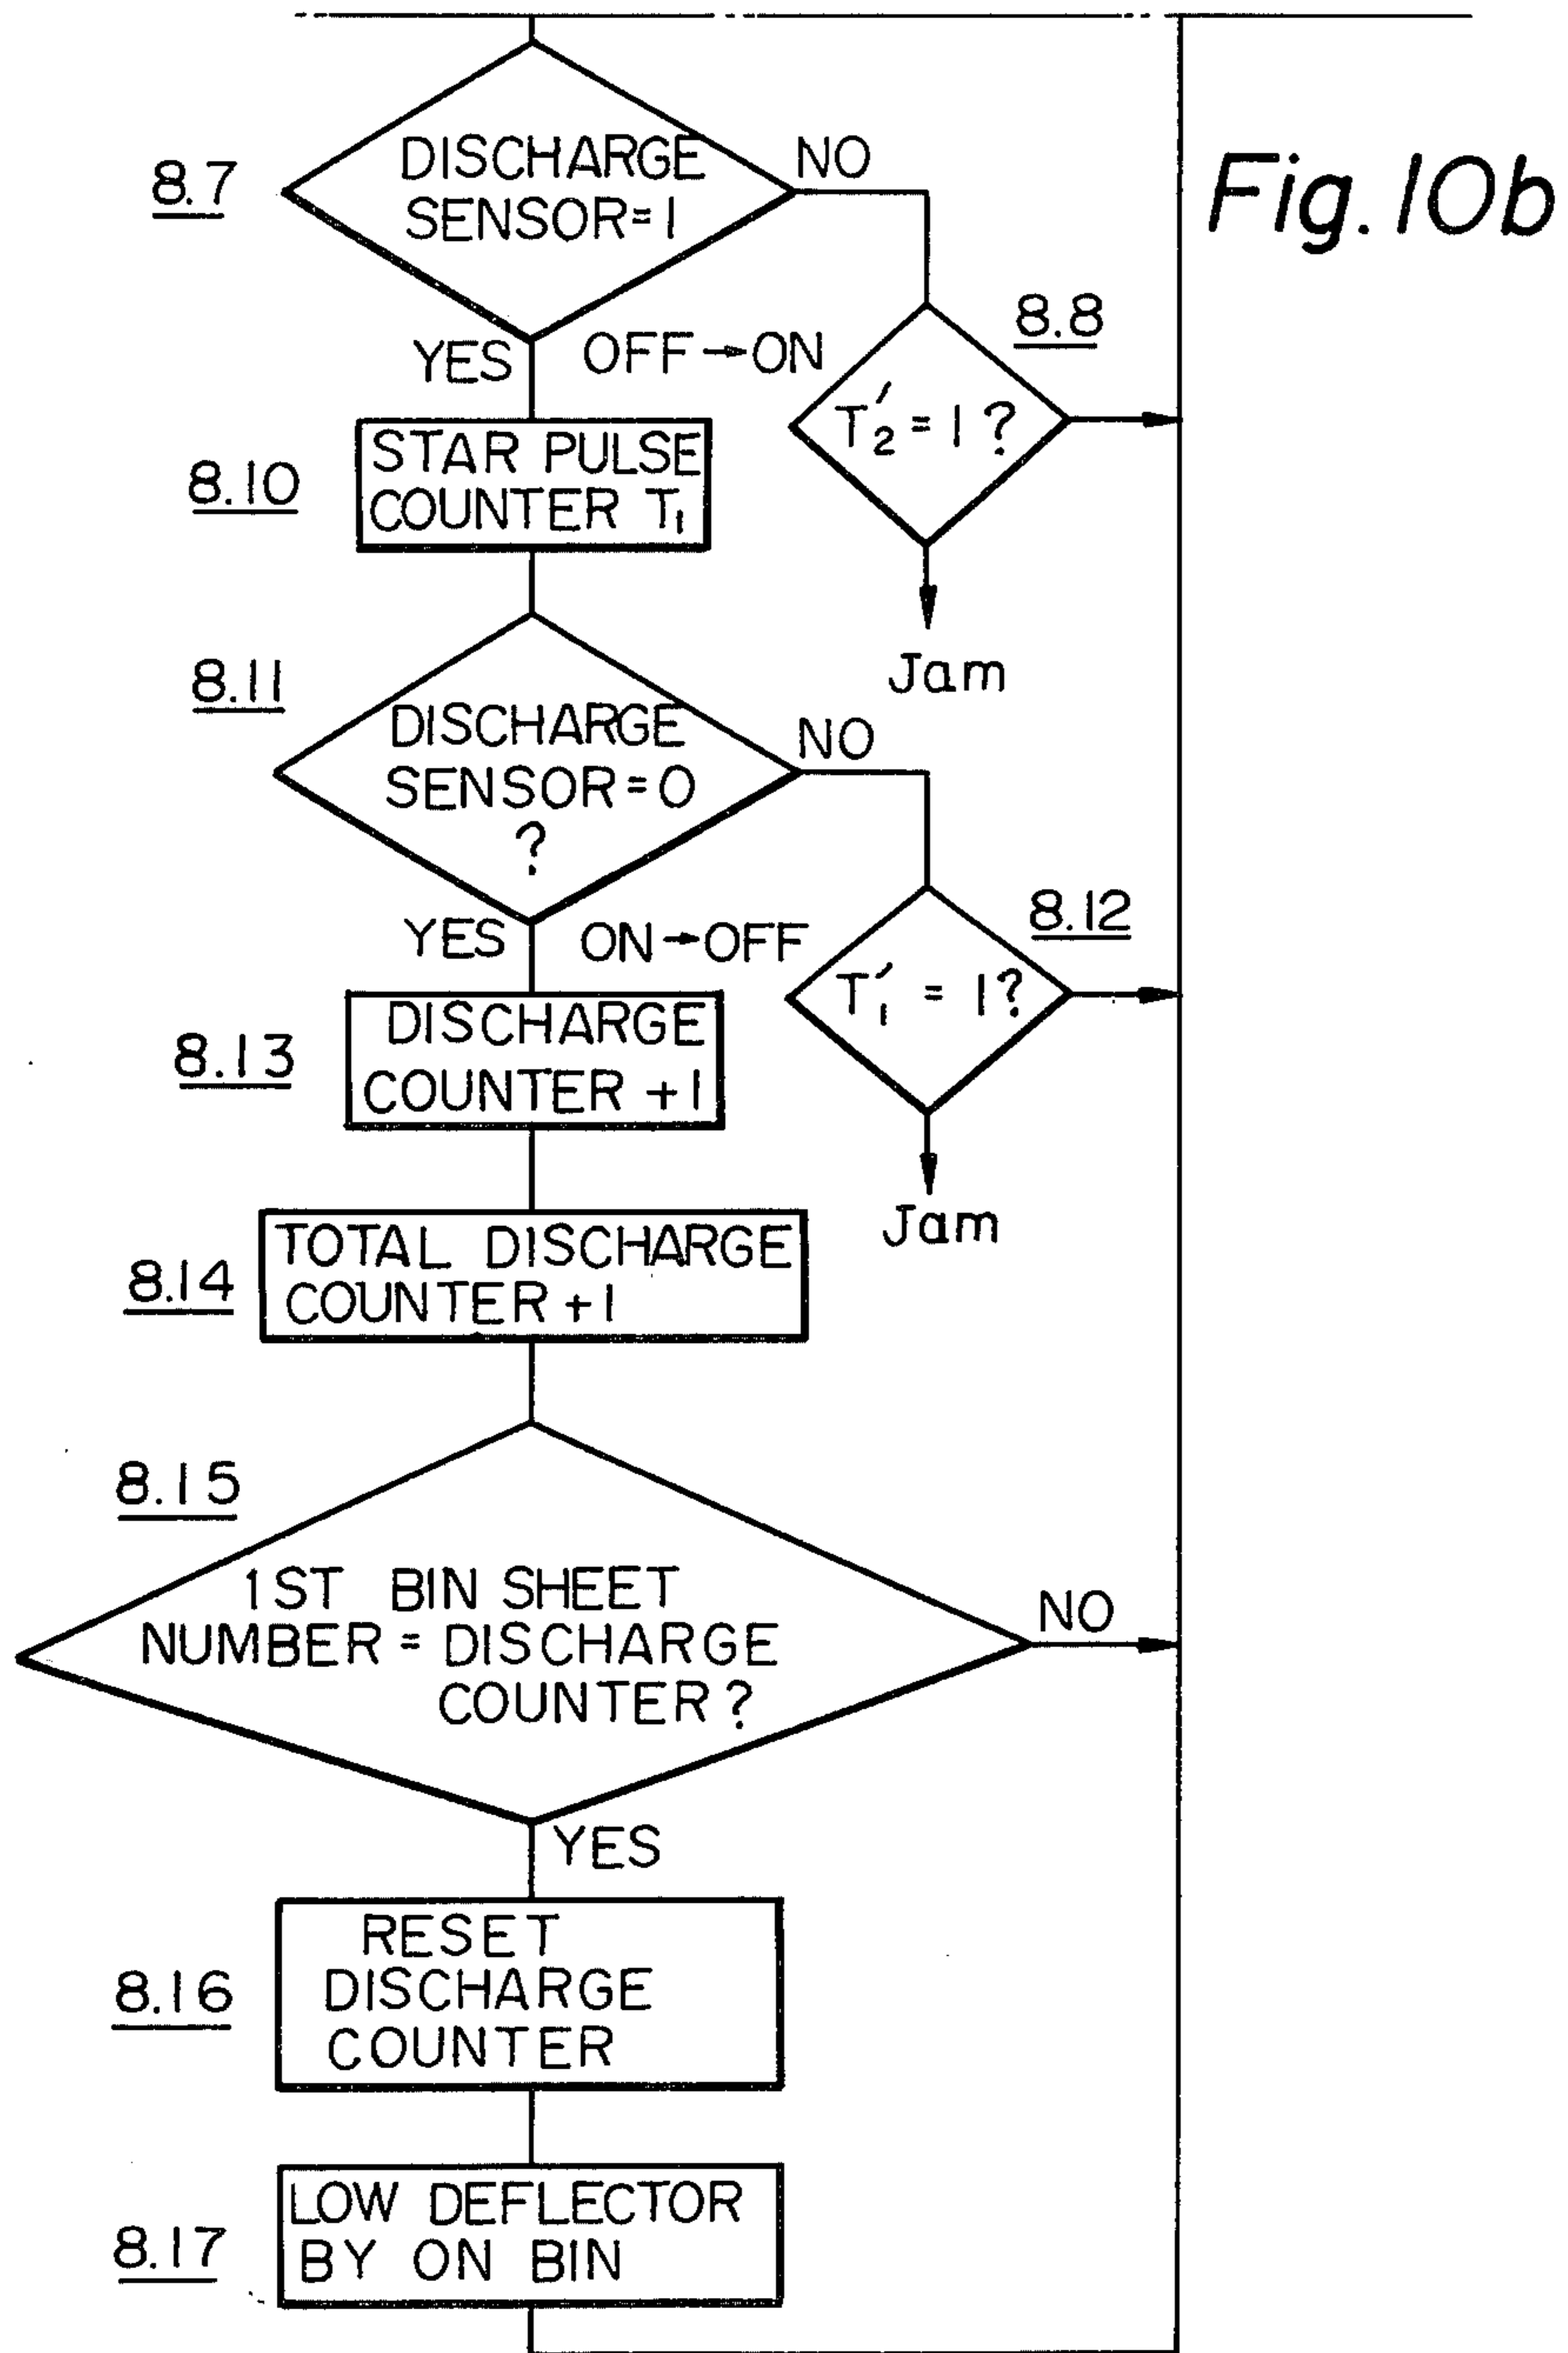 Fig. 10b
8.7
DISCHARGE
SENSOR=1
NO
YES
OFF→ON
8.8
T'2 = 1 ?
Jam
8.10
STAR PULSE
COUNTER T1
8.11
DISCHARGE
SENSOR=0
?
NO
YES
ON→OFF
8.12
T'1 = 1?
Jam
8.13
DISCHARGE
COUNTER +1
8.14
TOTAL DISCHARGE
COUNTER +1
8.15
1ST BIN SHEET
NUMBER = DISCHARGE
COUNTER?
NO
YES
8.16
RESET
DISCHARGE
COUNTER
8.17
LOW DEFLECTOR
BY ON BIN